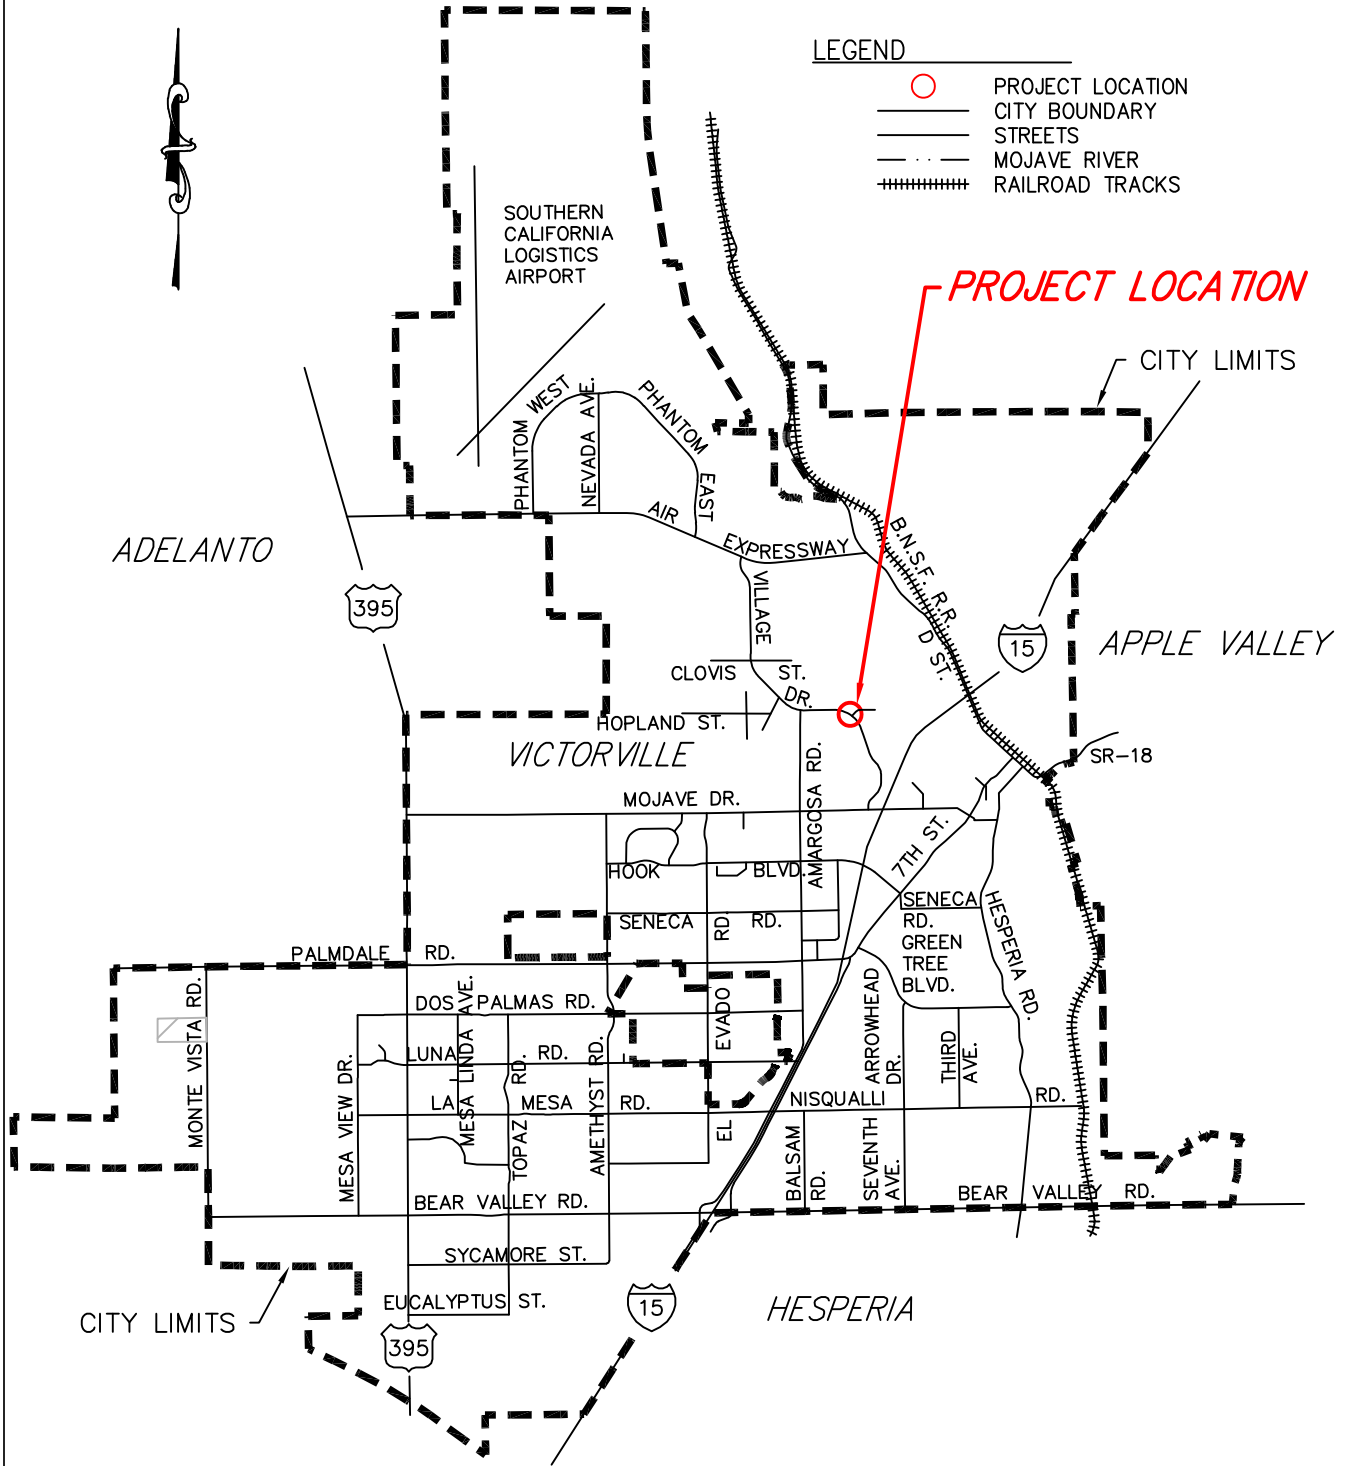 LEGEND
PROJECT LOCATION
CITY BOUNDARY
STREETS
MOJAVE RIVER
RAILROAD TRACKS
SOUTHERN
CALIFORNIA
LOGISTICS
AIRPORT
PROJECT LOCATION
CITY LIMITS
PHANTOM WEST
NEVADA AVE.
PHANTOM EAST
AIR EXPRESSWAY
B.N.S.F. R.R.
D ST.
ADELANTO
395
15
APPLE VALLEY
VILLAGE DR.
CLOVIS ST.
HOPLAND ST.
VICTORVILLE
SR-18
MOJAVE DR.
AMARGOSA RD.
7TH ST.
HOOK BLVD.
SENECA RD.
SENECA
RD.
GREEN
TREE
BLVD.
HESPERIA RD.
PALMDALE RD.
MONTE VISTA RD.
DOS PALMAS RD.
EL EVADO RD.
LUNA RD.
MESA LINDA AVE.
MESA VIEW DR.
TOPAZ RD.
AMETHYST RD.
ARROWHEAD
DR.
THIRD
AVE.
LA MESA RD.
NISQUALLI RD.
BALSAM
RD.
SEVENTH
AVE.
BEAR VALLEY RD.
BEAR VALLEY RD.
SYCAMORE ST.
EUCALYPTUS ST.
CITY LIMITS
395
15
HESPERIA